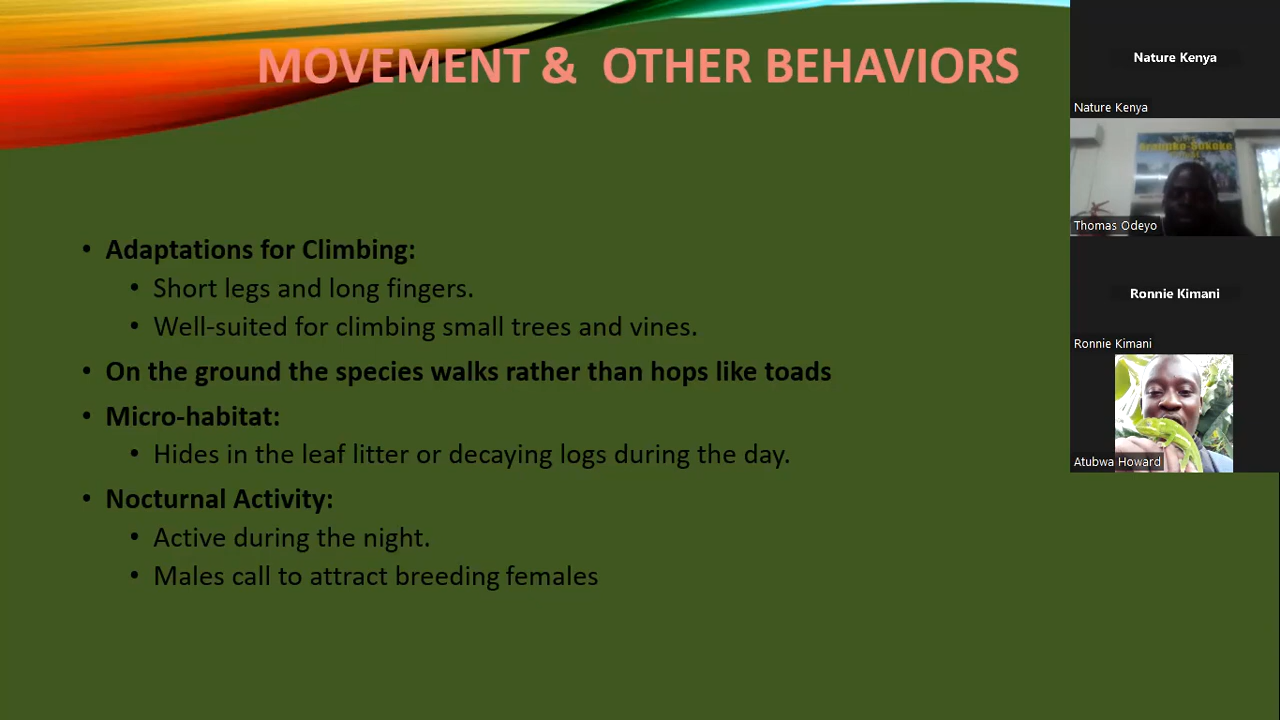 MOVEMENT & OTHER BEHAVIORS
• Adaptations for Climbing:
• Short legs and long fingers.
• Well-suited for climbing small trees and vines.
• On the ground the species walks rather than hops like toads
• Micro-habitat:
• Hides in the leaf litter or decaying logs during the day.
• Nocturnal Activity:
• Active during the night.
• Males call to attract breeding females
Nature Kenya
Nature Kenya
Arabuko-Sokoke
Thomas Odeyo
Ronnie Kimani
Ronnie Kimani
Atubwa Howard